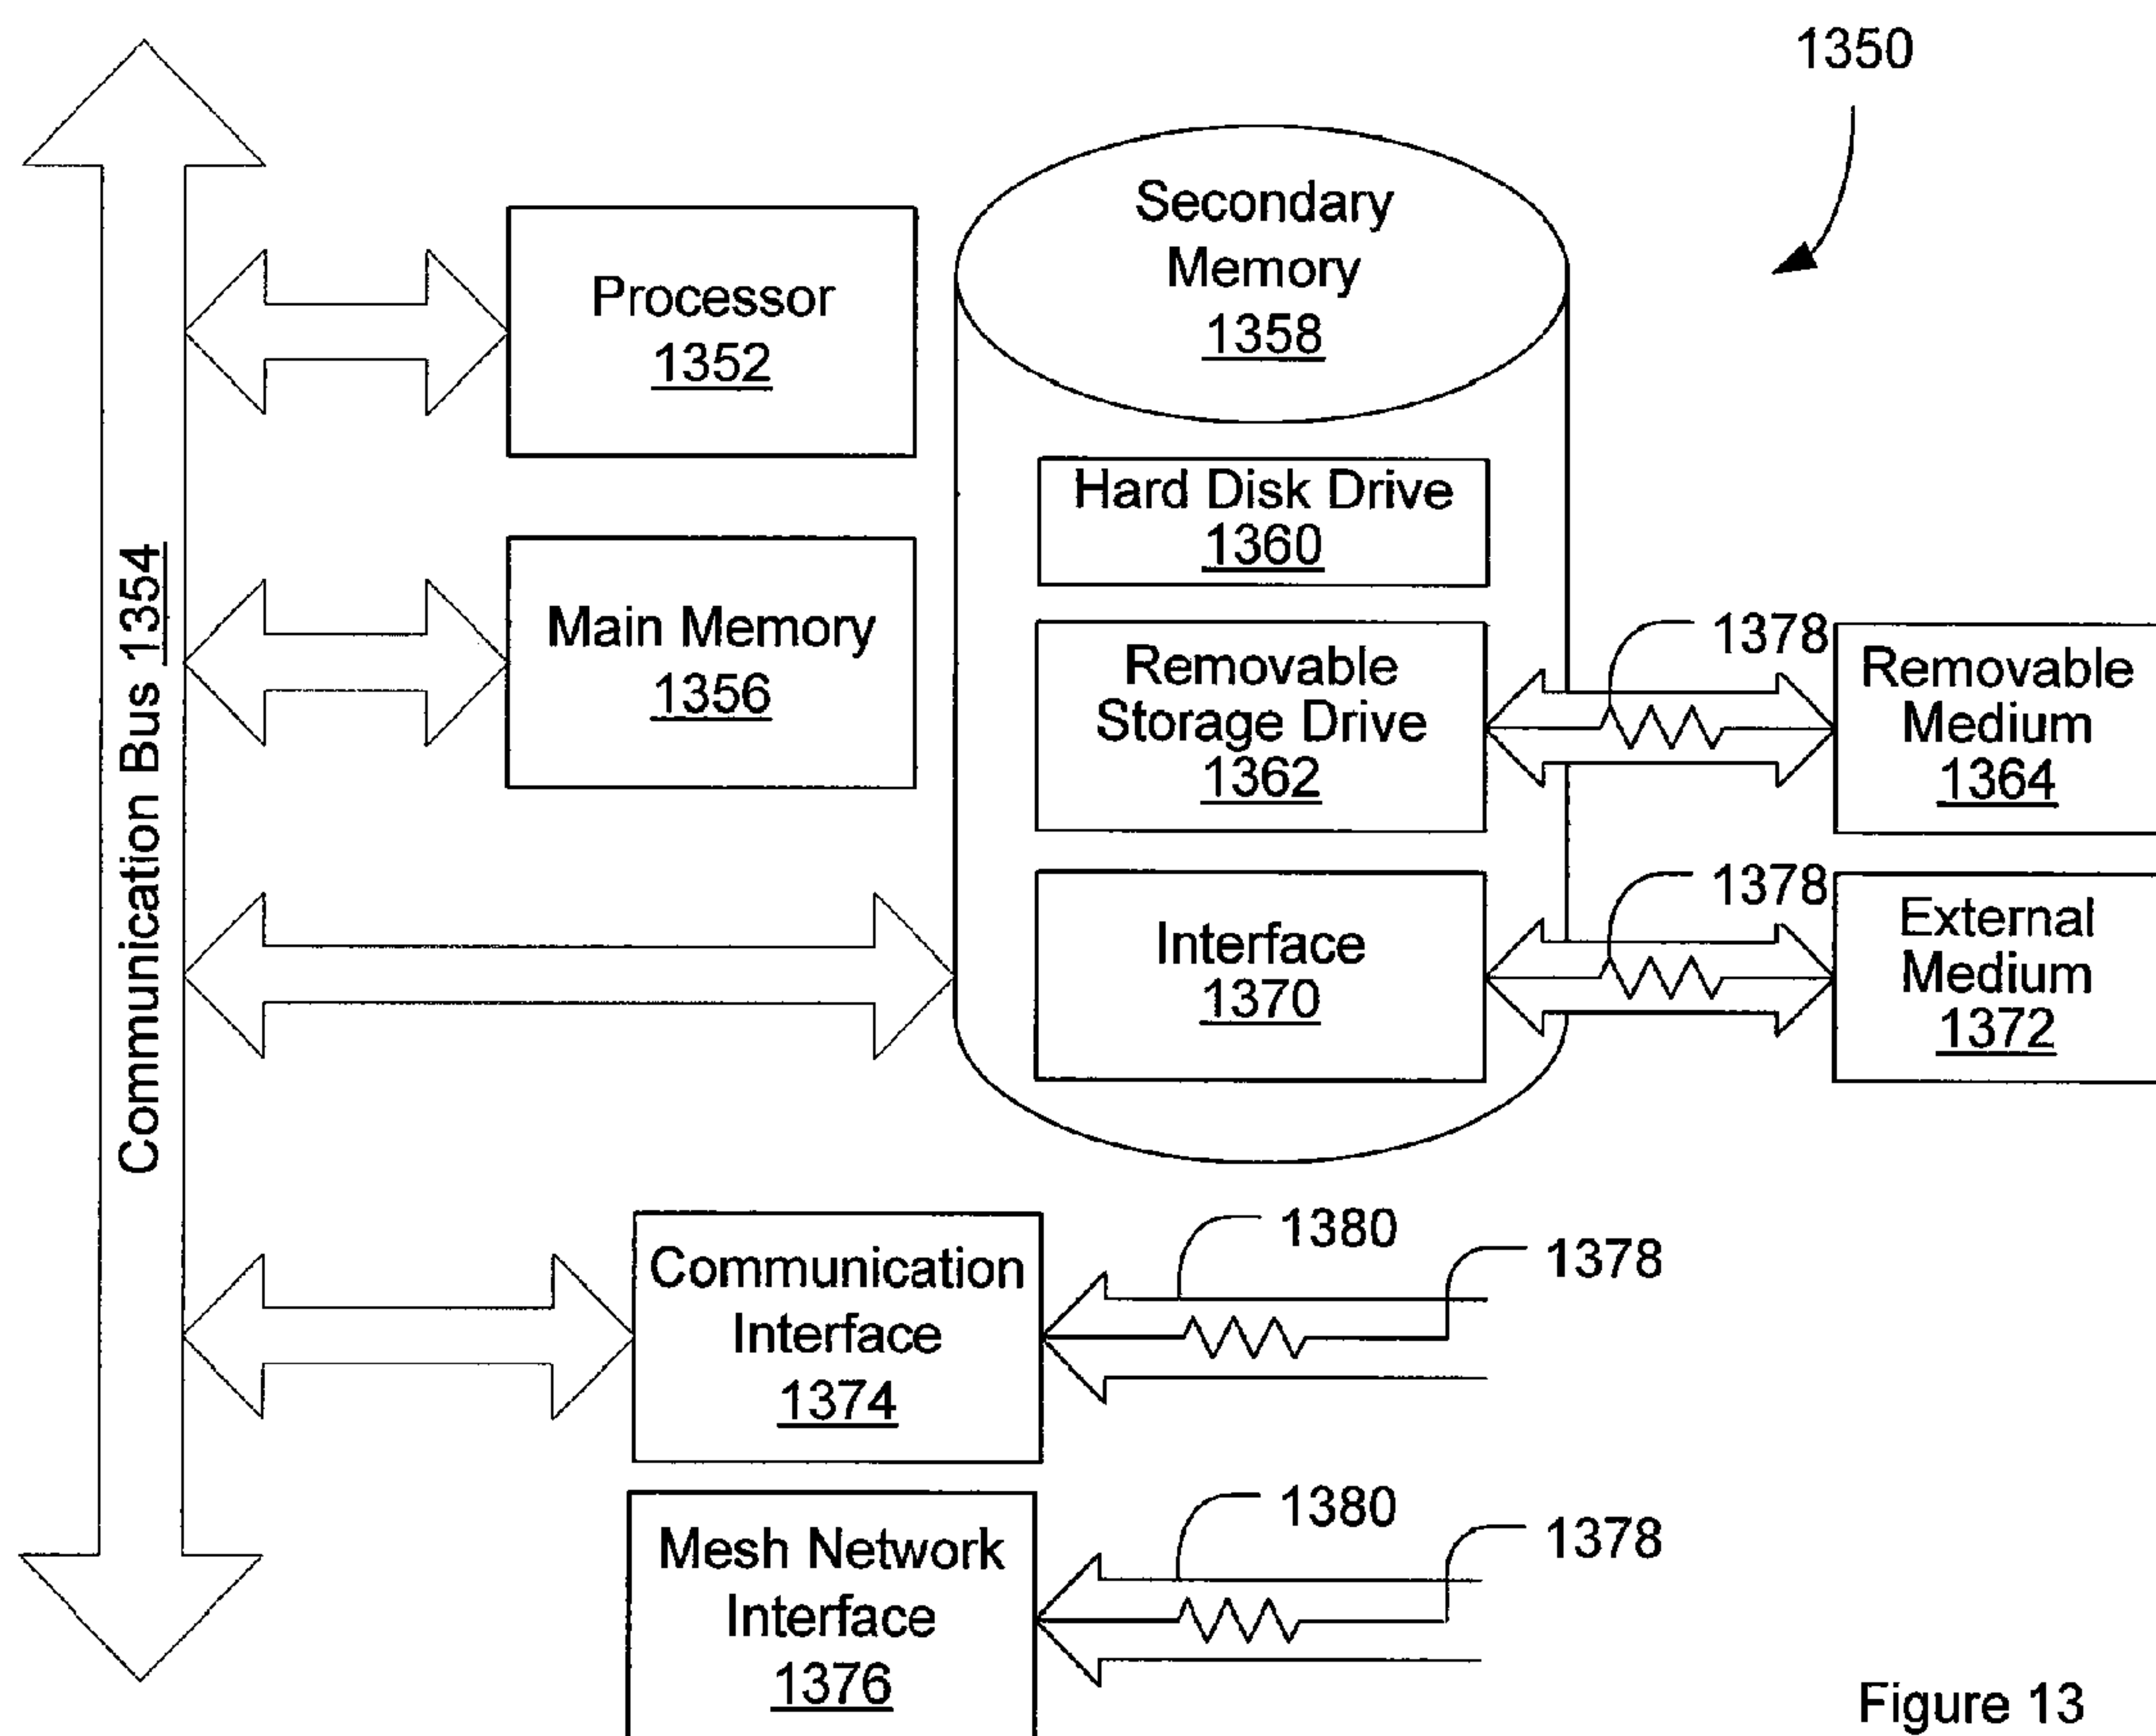 1350
Secondary
Memory
1358
Processor
1352
Hard Disk Drive
1360
Main Memory
1356
Removable
Storage Drive
1362
1378
Removable
Medium
1364
Communication Bus 1354
Interface
1370
1378
External
Medium
1372
Communication
Interface
1374
1380
1378
Mesh Network
Interface
1376
1380
1378
Figure 13